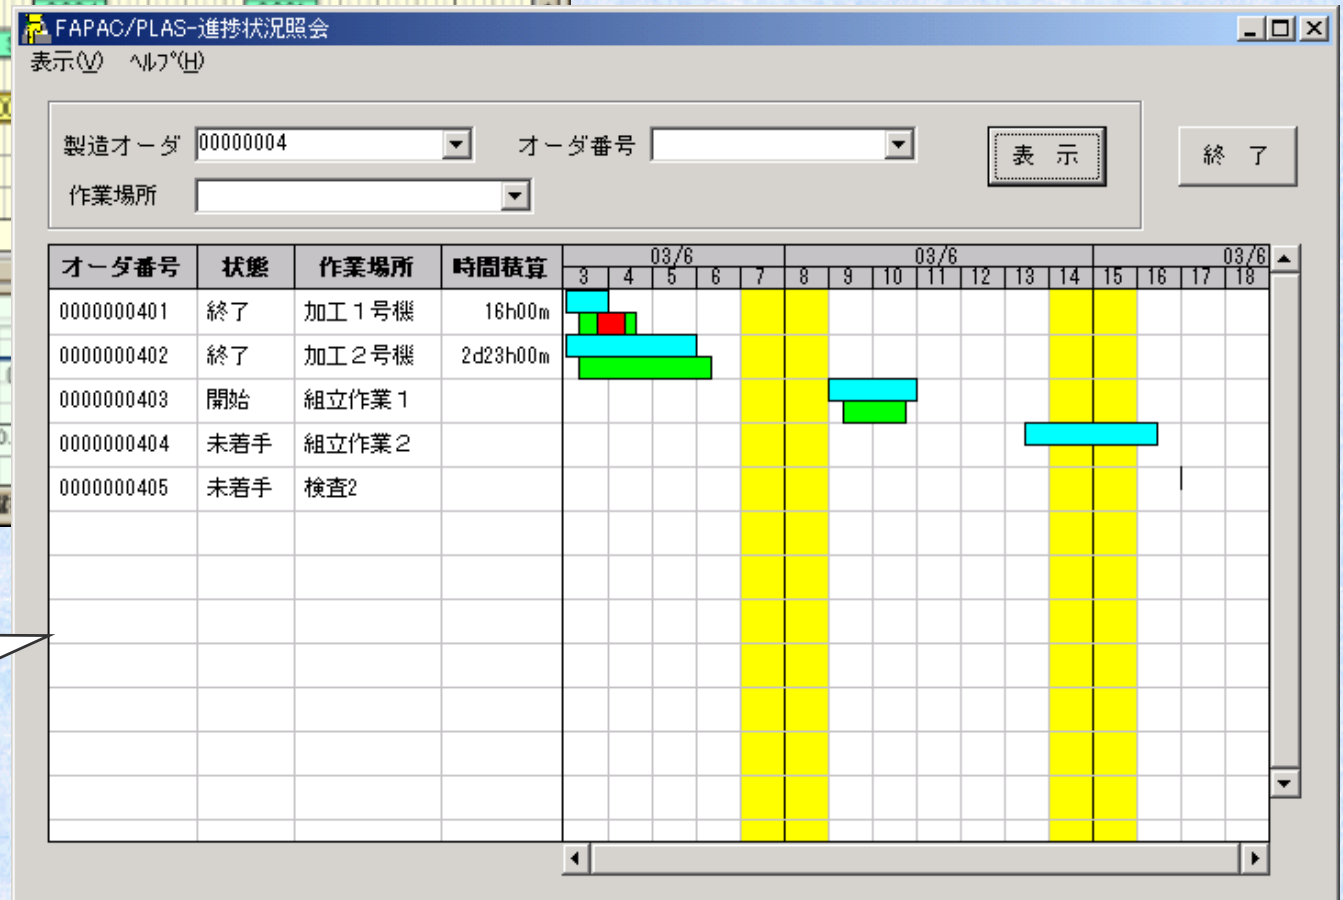 FAPAC/PLAS-進捗状況照会
表示(V) ヘルプ(H)
製造オーダ 00000004 オーダ番号 表 示 終 了
作業場所
オーダ番号 状態 作業場所 時間積算 03/6 03/6 03/6
3 4 5 6 7 8 9 10 11 12 13 14 15 16 17 18
0000000401 終了 加工１号機 16h00m
0000000402 終了 加工２号機 2d23h00m
0000000403 開始 組立作業１
0000000404 未着手 組立作業２
0000000405 未着手 検査2